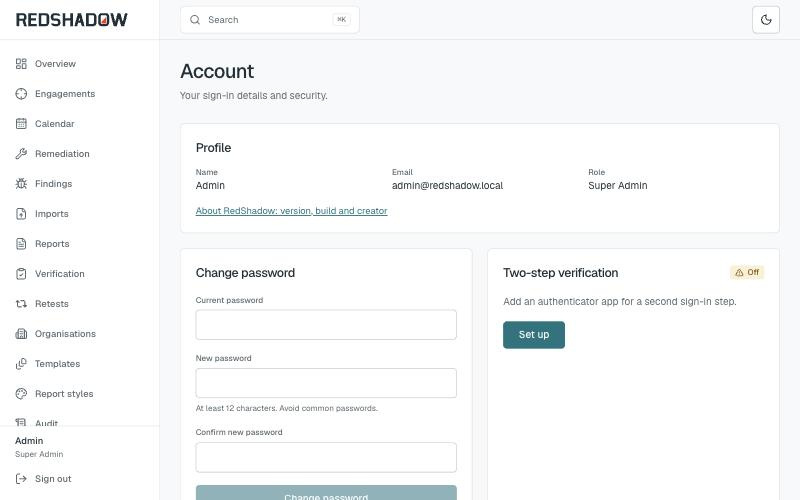 REDSHADOW
Search
⌘K
Overview
Engagements
Calendar
Remediation
Findings
Imports
Reports
Verification
Retests
Organisations
Templates
Report styles
Audit
Admin
Super Admin
Sign out
Account
Your sign-in details and security.
Profile
Name
Admin
Email
admin@redshadow.local
Role
Super Admin
About RedShadow: version, build and creator
Change password
Current password
New password
At least 12 characters. Avoid common passwords.
Confirm new password
Change password
Two-step verification
Off
Add an authenticator app for a second sign-in step.
Set up